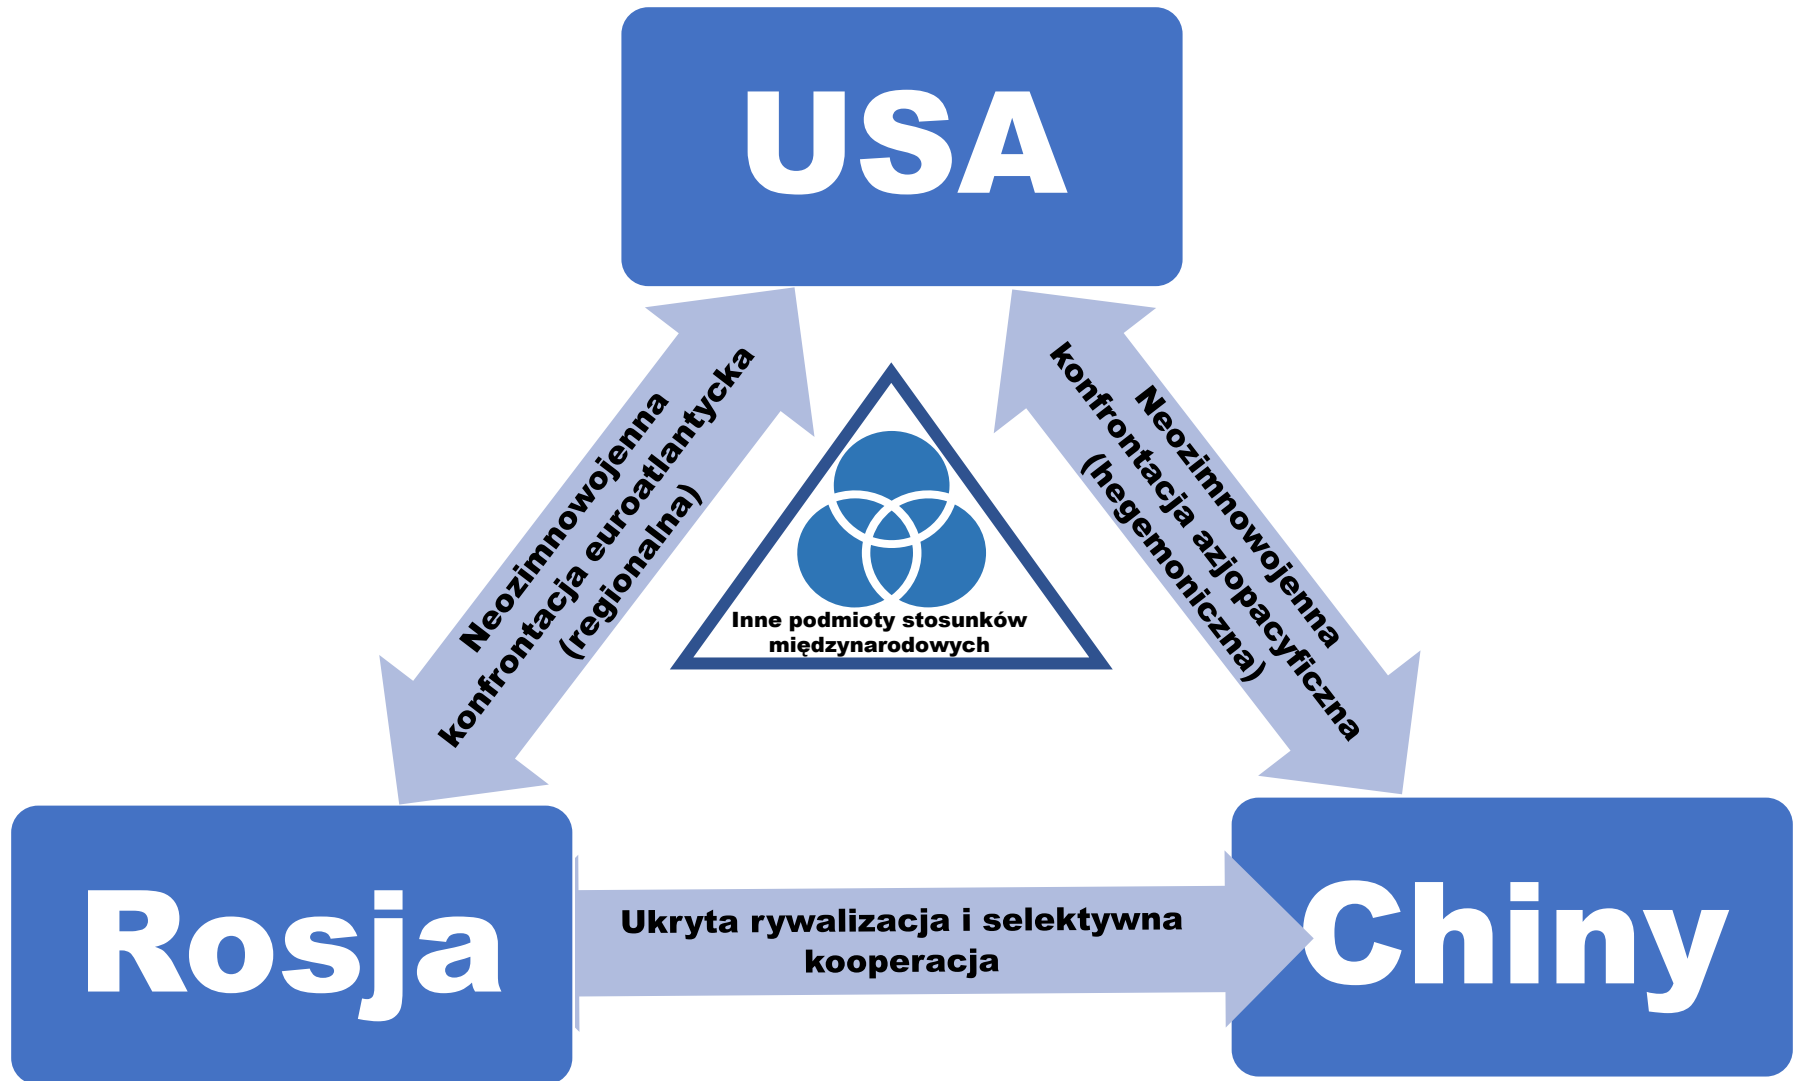 USA
Neozimnowojenna
konfrontacja euroatlantycka
(regionalna)
Neozimnowojenna
konfrontacja azjopacyficzna
(hegemoniczna)
Inne podmioty stosunków
międzynarodowych
Rosja
Ukryta rywalizacja i selektywna
kooperacja
Chiny